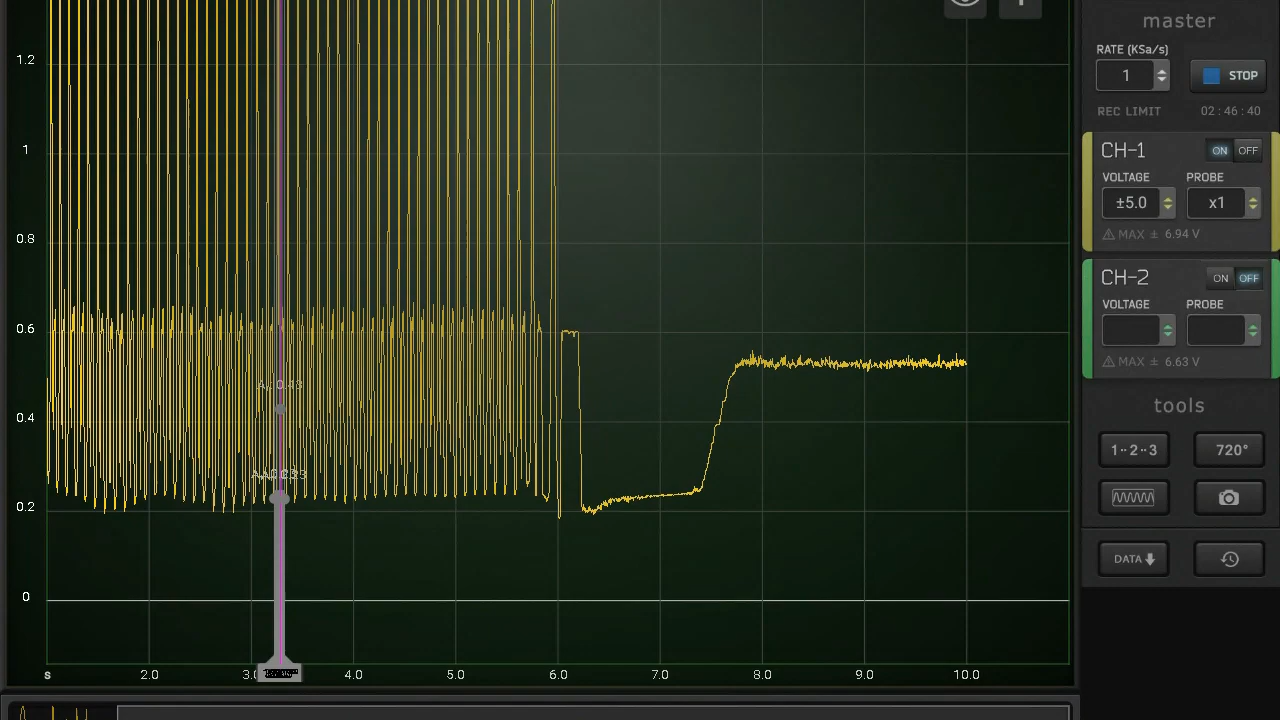 master
RATE (KSa/s)
1
STOP
REC LIMIT 02:46:40
CH-1 ON OFF
VOLTAGE PROBE
±5.0 x1
MAX ± 6.94 V
CH-2 ON OFF
VOLTAGE PROBE
MAX ± 6.63 V
tools
1··2··3 720°
DATA
1.2
1
0.8
0.6
0.4
0.2
0
s 2.0 3.0 4.0 5.0 6.0 7.0 8.0 9.0 10.0